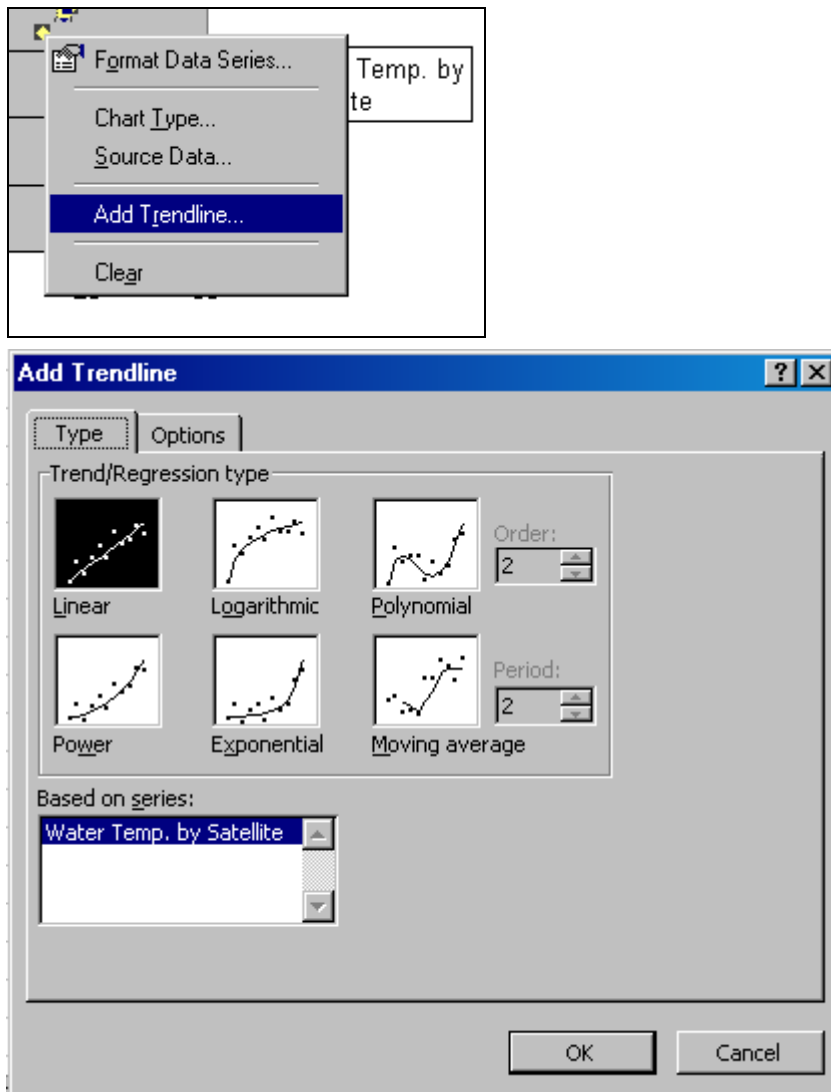 Format Data Series...
Temp. by
te
Chart Type...
Source Data...
Add Trendline...
Clear
Add Trendline
Type Options
Trend/Regression type
Order:
2
Linear Logarithmic Polynomial
Period:
2
Power Exponential Moving average
Based on series:
Water Temp. by Satellite
OK Cancel